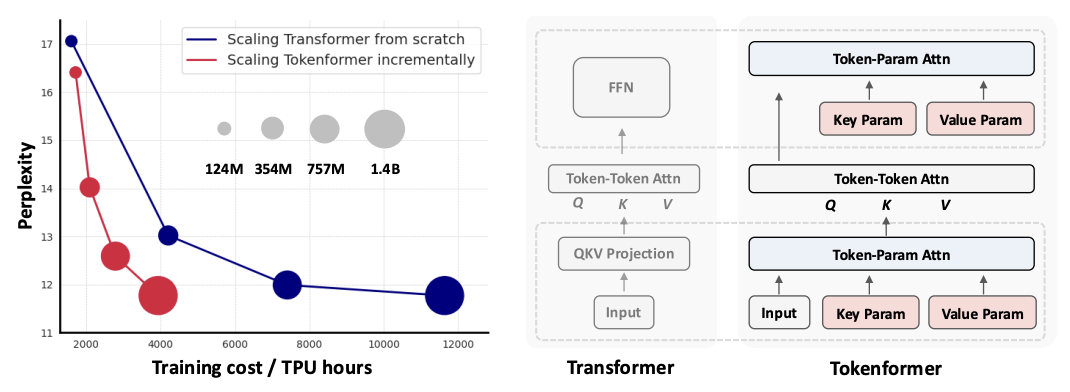 17
16
15
14
13
12
11
Perplexity
Scaling Transformer from scratch
Scaling Tokenformer incrementally
124M 354M 757M 1.4B
2000 4000 6000 8000 10000 12000
Training cost / TPU hours
FFN
Token-Token Attn
Q K V
QKV Projection
Input
Transformer
Token-Param Attn
Key Param Value Param
Token-Token Attn
Q K V
Token-Param Attn
Input Key Param Value Param
Tokenformer